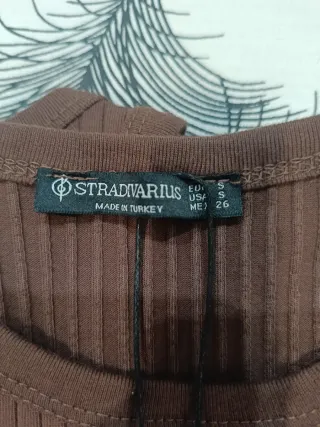 STRADIVARIUS
MADE IN TURKEY
EUR S
USA S
MEX 26